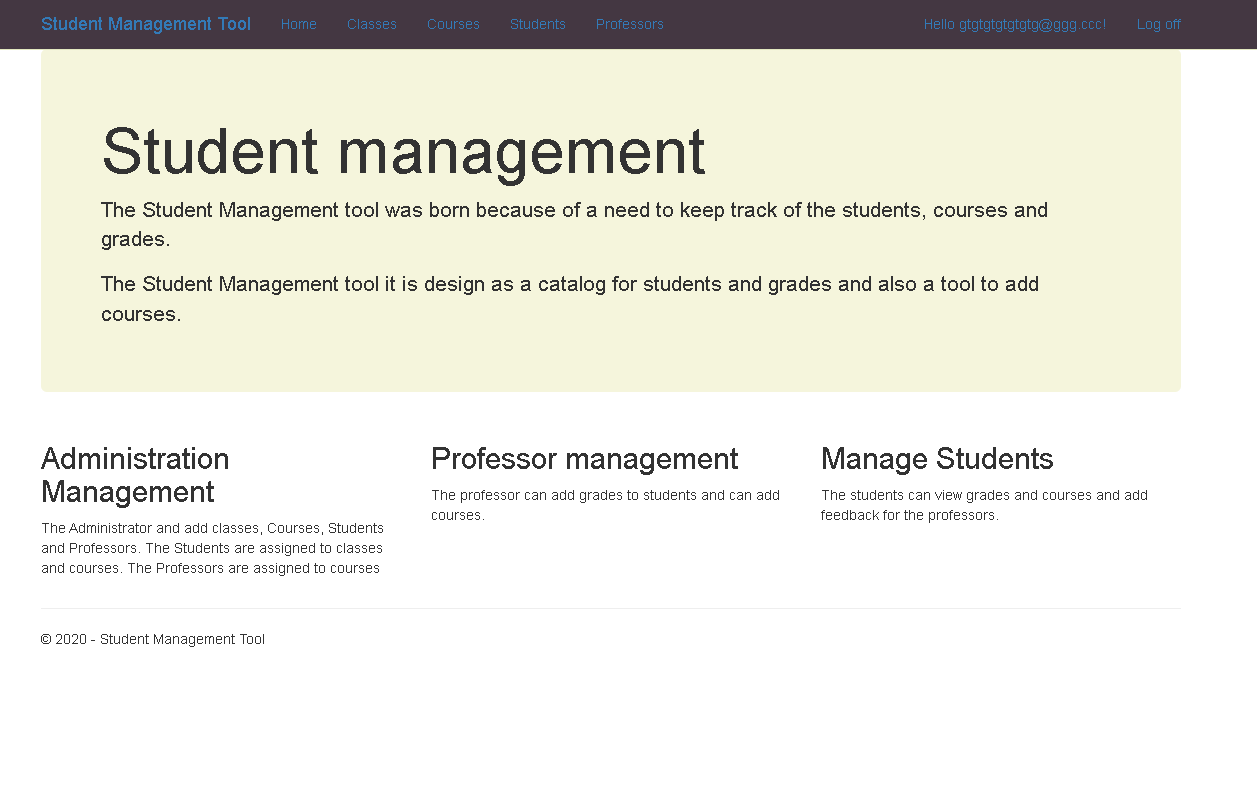 Student Management Tool Home Classes Courses Students Professors Hello gtgtgtgtgtgtg@ggg.ccc! Log off
Student management
The Student Management tool was born because of a need to keep track of the students, courses and
grades.
The Student Management tool it is design as a catalog for students and grades and also a tool to add
courses.
Administration
Management
The Administrator and add classes, Courses, Students
and Professors. The Students are assigned to classes
and courses. The Professors are assigned to courses
Professor management
The professor can add grades to students and can add
courses.
Manage Students
The students can view grades and courses and add
feedback for the professors.
© 2020 - Student Management Tool